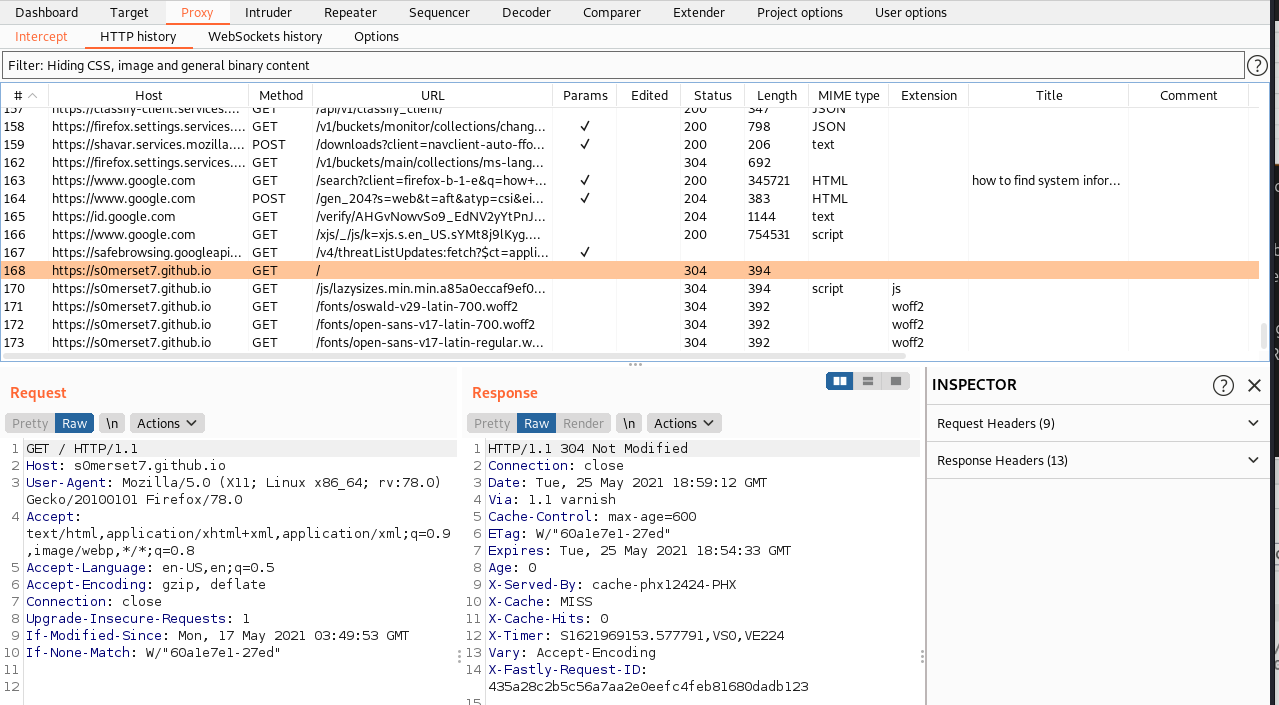 Dashboard Target Proxy Intruder Repeater Sequencer Decoder Comparer Extender Project options User options
Intercept HTTP history WebSockets history Options
Filter: Hiding CSS, image and general binary content ?
# Host Method URL Params Edited Status Length MIME type Extension Title Comment
157 https://classify-client.services.... GET /api/v1/classify_client/ 200 347 JSON
158 https://firefox.settings.services.... GET /v1/buckets/monitor/collections/chang... ✓ 200 798 JSON
159 https://shavar.services.mozilla.... POST /downloads?client=navclient-auto-ffo... ✓ 200 206 text
162 https://firefox.settings.services.... GET /v1/buckets/main/collections/ms-lang... 304 692
163 https://www.google.com GET /search?client=firefox-b-1-e&q=how+... ✓ 200 345721 HTML how to find system infor...
164 https://www.google.com POST /gen_204?s=web&t=aft&atyp=csi&ei... ✓ 204 383 HTML
165 https://id.google.com GET /verify/AHGvNowvSo9_EdNV2yYtPnJ... 204 1144 text
166 https://www.google.com GET /xjs/_/js/k=xjs.s.en_US.sYMt8j9lKyg.... 200 754531 script
167 https://safebrowsing.googleapi... GET /v4/threatListUpdates:fetch?$ct=appli... ✓
168 https://s0merset7.github.io GET / 304 394
170 https://s0merset7.github.io GET /js/lazysizes.min.min.a85a0eccaf9ef0... 304 394 script js
171 https://s0merset7.github.io GET /fonts/oswald-v29-latin-700.woff2 304 392 woff2
172 https://s0merset7.github.io GET /fonts/open-sans-v17-latin-700.woff2 304 392 woff2
173 https://s0merset7.github.io GET /fonts/open-sans-v17-latin-regular.w... 304 392 woff2
Request
Pretty Raw \n Actions
1 GET / HTTP/1.1
2 Host: s0merset7.github.io
3 User-Agent: Mozilla/5.0 (X11; Linux x86_64; rv:78.0)
Gecko/20100101 Firefox/78.0
4 Accept:
text/html,application/xhtml+xml,application/xml;q=0.9
,image/webp,*/*;q=0.8
5 Accept-Language: en-US,en;q=0.5
6 Accept-Encoding: gzip, deflate
7 Connection: close
8 Upgrade-Insecure-Requests: 1
9 If-Modified-Since: Mon, 17 May 2021 03:49:53 GMT
10 If-None-Match: W/"60a1e7e1-27ed"
11
12
Response
Pretty Raw Render \n Actions
1 HTTP/1.1 304 Not Modified
2 Connection: close
3 Date: Tue, 25 May 2021 18:59:12 GMT
4 Via: 1.1 varnish
5 Cache-Control: max-age=600
6 ETag: W/"60a1e7e1-27ed"
7 Expires: Tue, 25 May 2021 18:54:33 GMT
8 Age: 0
9 X-Served-By: cache-phx12424-PHX
10 X-Cache: MISS
11 X-Cache-Hits: 0
12 X-Timer: S1621969153.577791,VS0,VE224
13 Vary: Accept-Encoding
14 X-Fastly-Request-ID:
435a28c2b5c56a7aa2e0eefc4feb81680dadb123
15
INSPECTOR ?
Request Headers (9)
Response Headers (13)